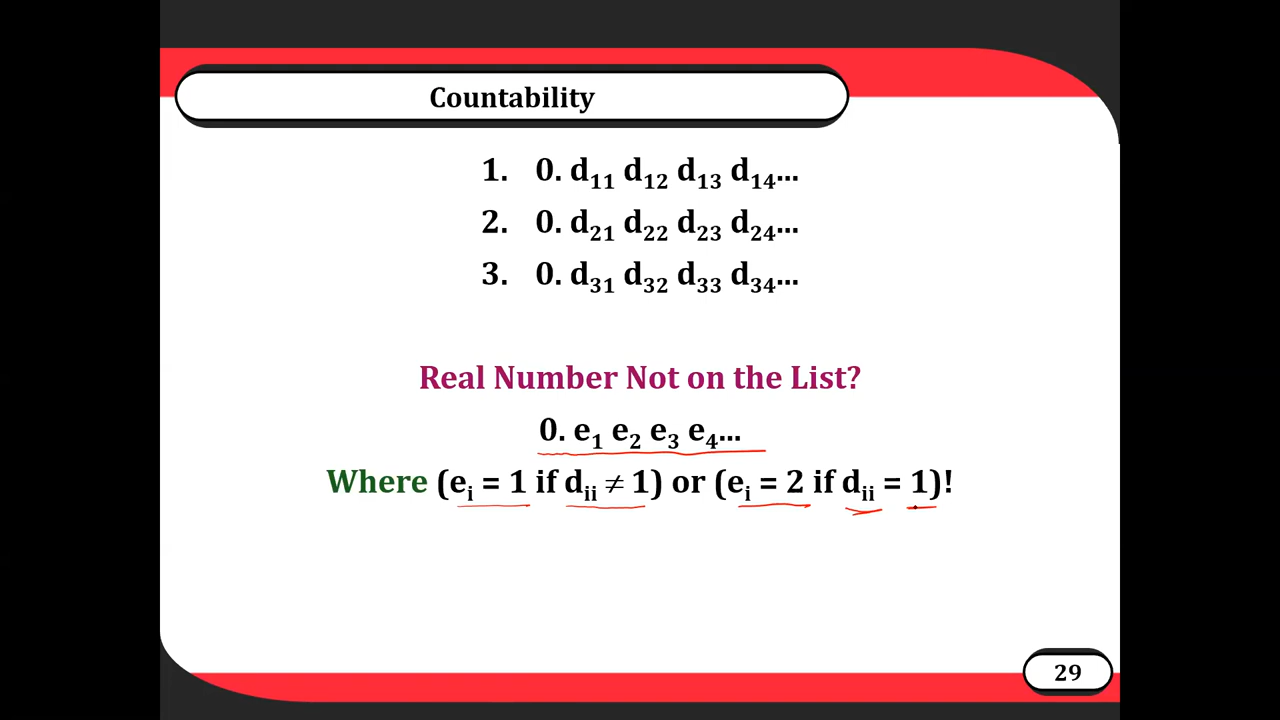 Countability
1. 0. d₁₁ d₁₂ d₁₃ d₁₄...
2. 0. d₂₁ d₂₂ d₂₃ d₂₄...
3. 0. d₃₁ d₃₂ d₃₃ d₃₄...
Real Number Not on the List?
0. e₁ e₂ e₃ e₄...
Where (eᵢ = 1 if dᵢᵢ ≠ 1) or (eᵢ = 2 if dᵢᵢ = 1)!
29